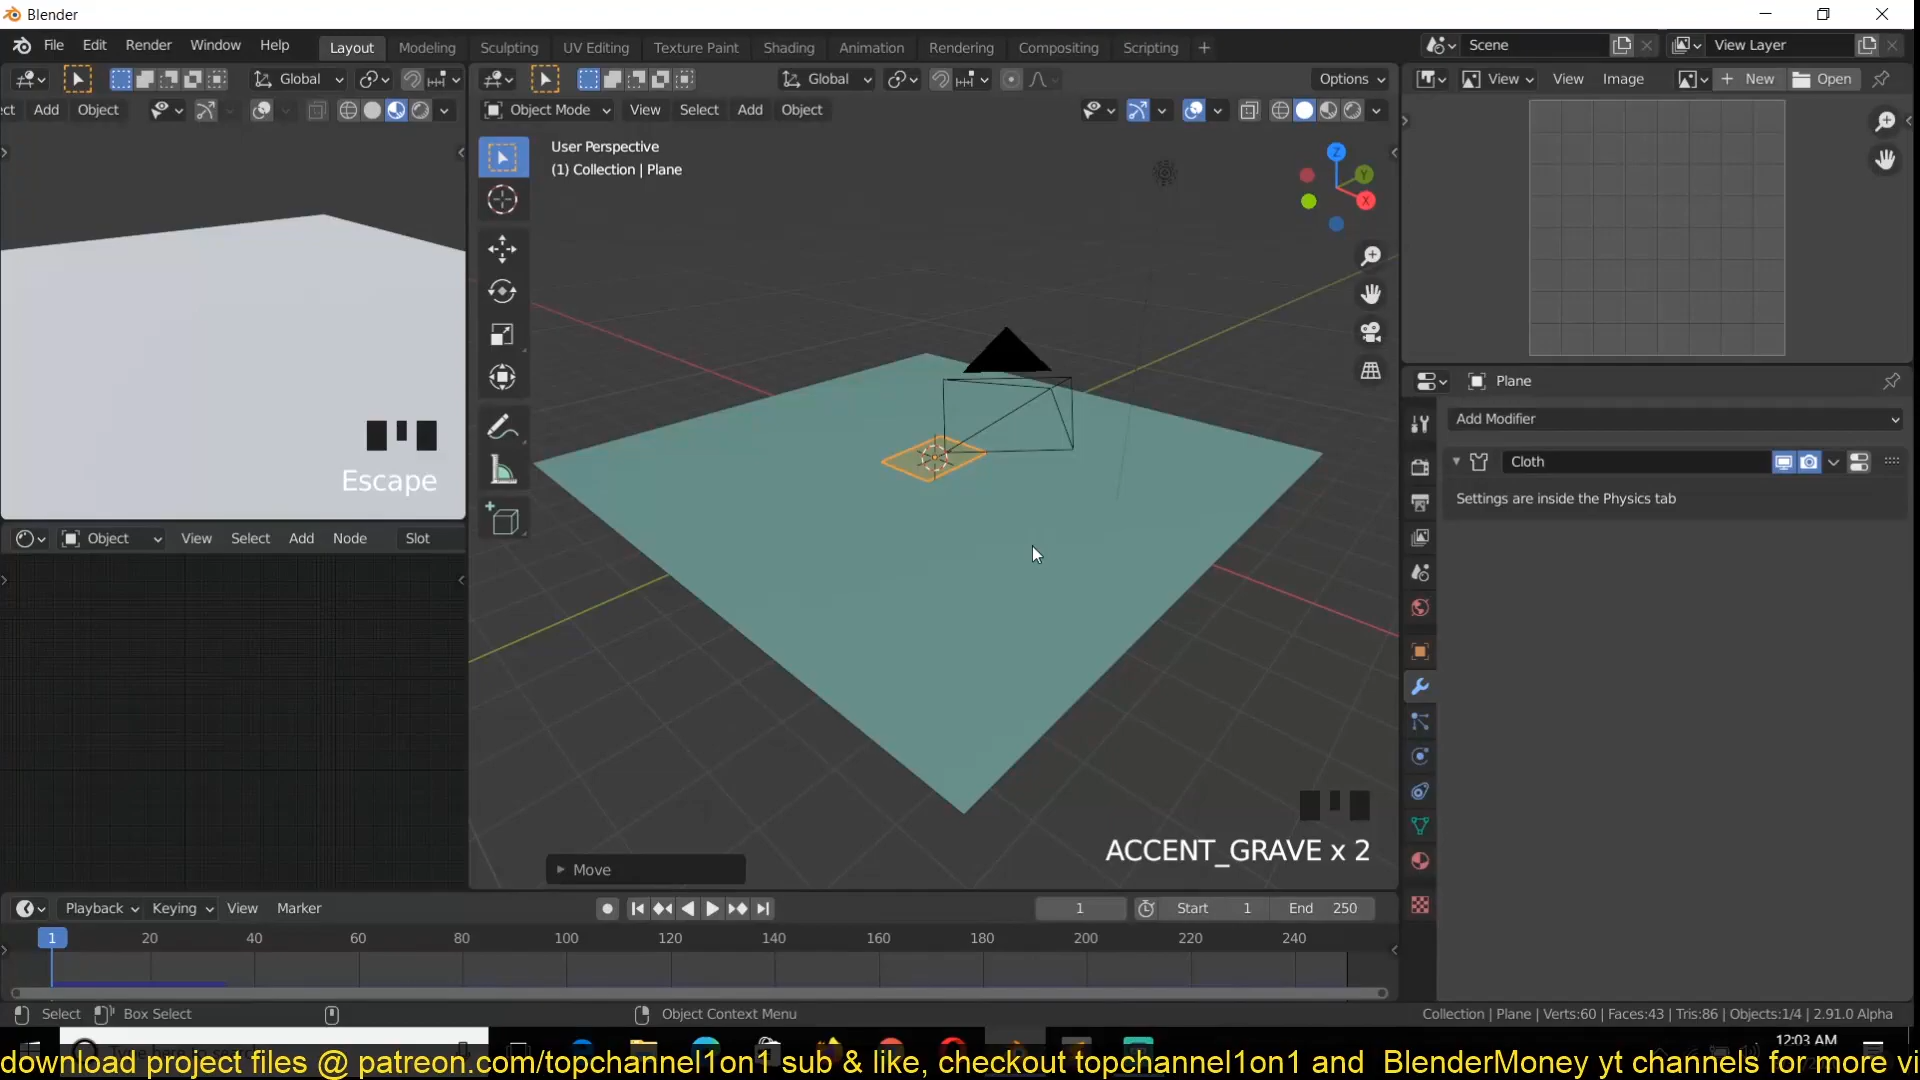 Blender
File Edit Render Window Help Layout Modeling Sculpting UV Editing Texture Paint Shading Animation Rendering Compositing Scripting + Scene View Layer
Global Global Options View View Image New Open
ct Add Object Object Mode View Select Add Object
User Perspective
(1) Collection | Plane
Z
Y
X
Plane
Add Modifier
Cloth
Settings are inside the Physics tab
Escape
Object View Select Add Node Slot
ACCENT_GRAVE x 2
Move
Playback Keying View Marker 1 Start 1 End 250
1 20 40 60 80 100 120 140 160 180 200 220 240
Select Box Select Object Context Menu Collection | Plane | Verts:60 | Faces:43 | Tris:86 | Objects:1/4 | 2.91.0 Alpha
12:03 AM
download project files @ patreon.com/topchannel1on1 sub & like, checkout topchannel1on1 and BlenderMoney yt channels for more vi